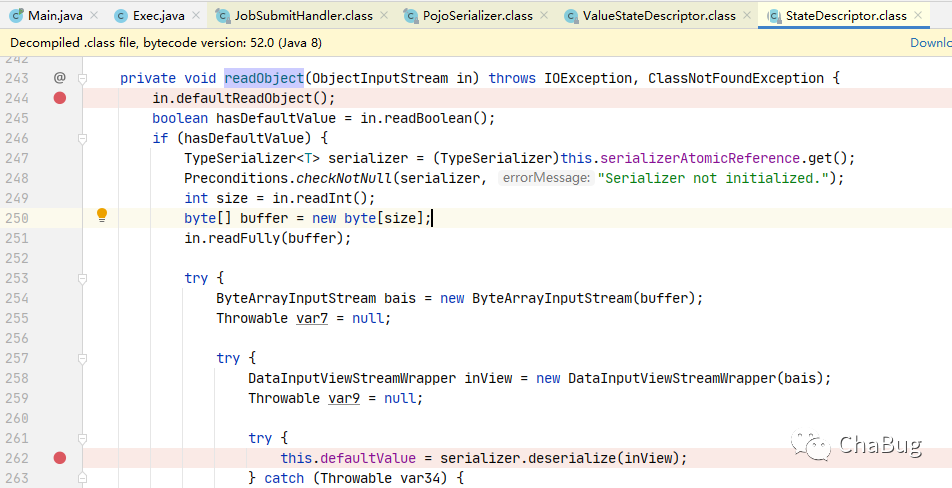 Main.java Exec.java JobSubmitHandler.class PojoSerializer.class ValueStateDescriptor.class StateDescriptor.class
Decompiled .class file, bytecode version: 52.0 (Java 8) Downlo
242
243 @ private void readObject(ObjectInputStream in) throws IOException, ClassNotFoundException {
244 in.defaultReadObject();
245 boolean hasDefaultValue = in.readBoolean();
246 if (hasDefaultValue) {
247 TypeSerializer<T> serializer = (TypeSerializer)this.serializerAtomicReference.get();
248 Preconditions.checkNotNull(serializer, errorMessage: "Serializer not initialized.");
249 int size = in.readInt();
250 byte[] buffer = new byte[size];
251 in.readFully(buffer);
252
253 try {
254 ByteArrayInputStream bais = new ByteArrayInputStream(buffer);
255 Throwable var7 = null;
256
257 try {
258 DataInputViewStreamWrapper inView = new DataInputViewStreamWrapper(bais);
259 Throwable var9 = null;
260
261 try {
262 this.defaultValue = serializer.deserialize(inView);
263 } catch (Throwable var34) {
ChaBug